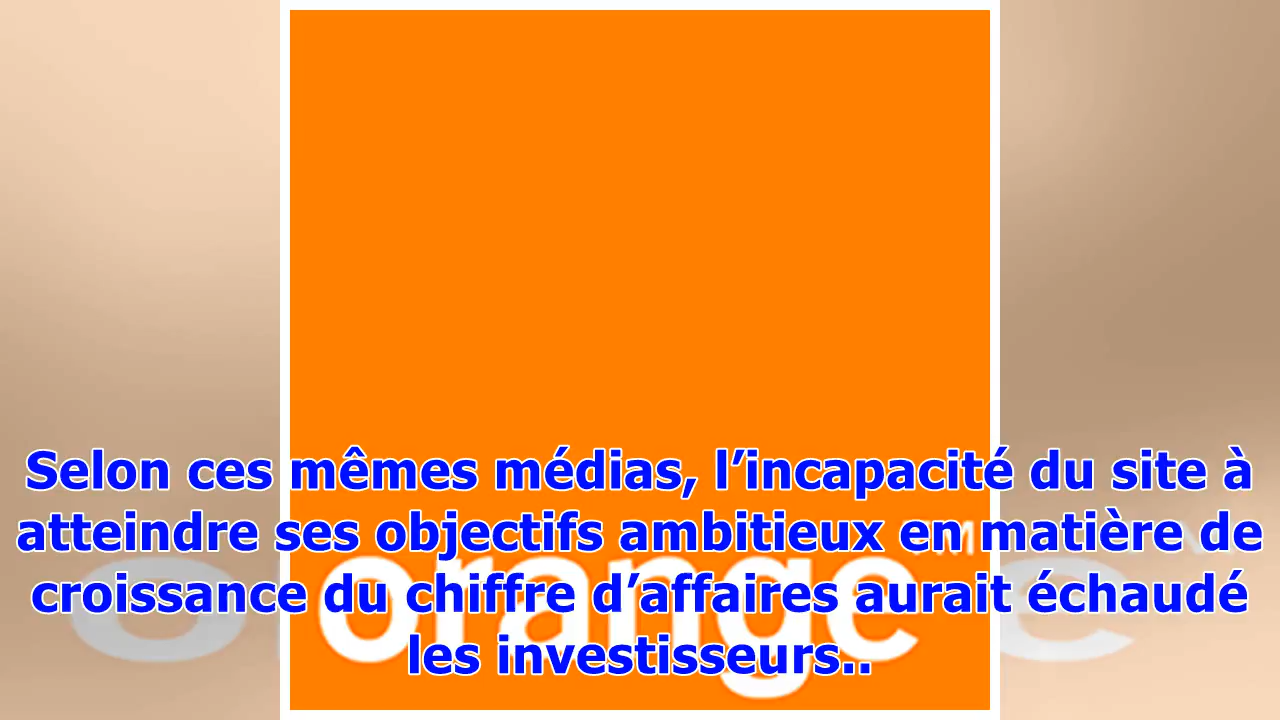 Selon ces mêmes médias, l’incapacité du site à
atteindre ses objectifs ambitieux en matière de
croissance du chiffre d’affaires aurait échaudé
les investisseurs..
orange